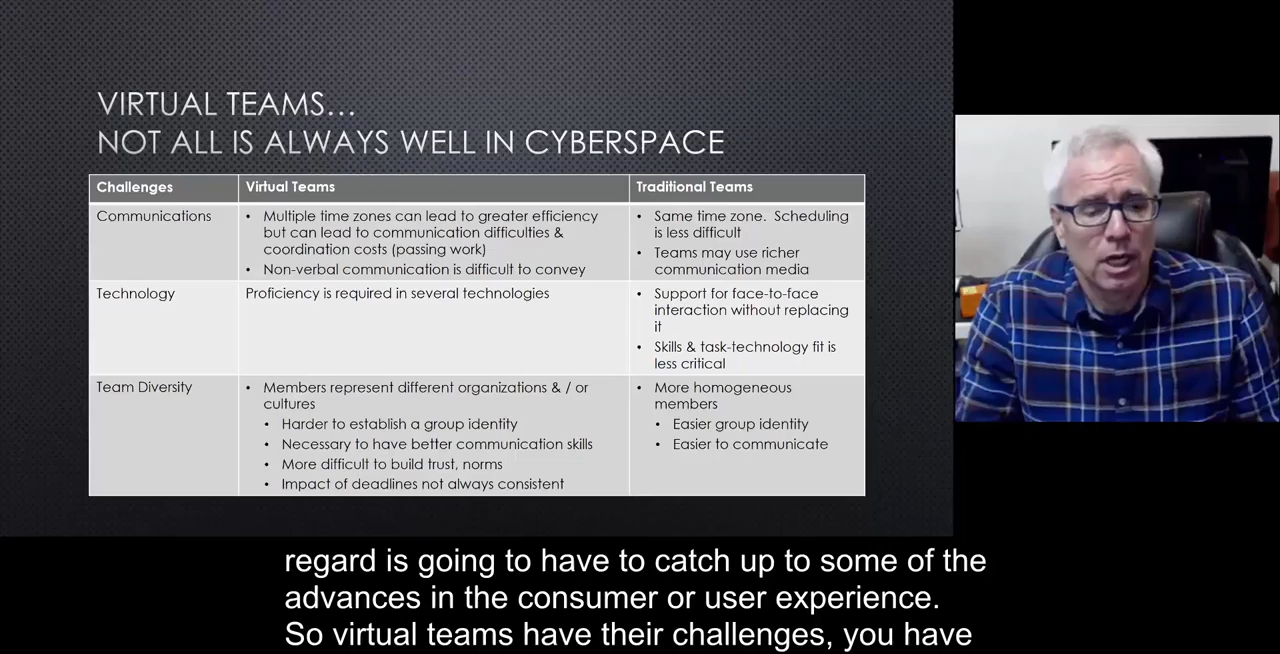 VIRTUAL TEAMS…
NOT ALL IS ALWAYS WELL IN CYBERSPACE
Challenges
Virtual Teams
Traditional Teams
Communications
• Multiple time zones can lead to greater efficiency
but can lead to communication difficulties &
coordination costs (passing work)
• Non-verbal communication is difficult to convey
• Same time zone. Scheduling
is less difficult
• Teams may use richer
communication media
Technology
Proficiency is required in several technologies
• Support for face-to-face
interaction without replacing
it
• Skills & task-technology fit is
less critical
Team Diversity
• Members represent different organizations & / or
cultures
• Harder to establish a group identity
• Necessary to have better communication skills
• More difficult to build trust, norms
• Impact of deadlines not always consistent
• More homogeneous
members
• Easier group identity
• Easier to communicate
regard is going to have to catch up to some of the
advances in the consumer or user experience.
So virtual teams have their challenges, you have